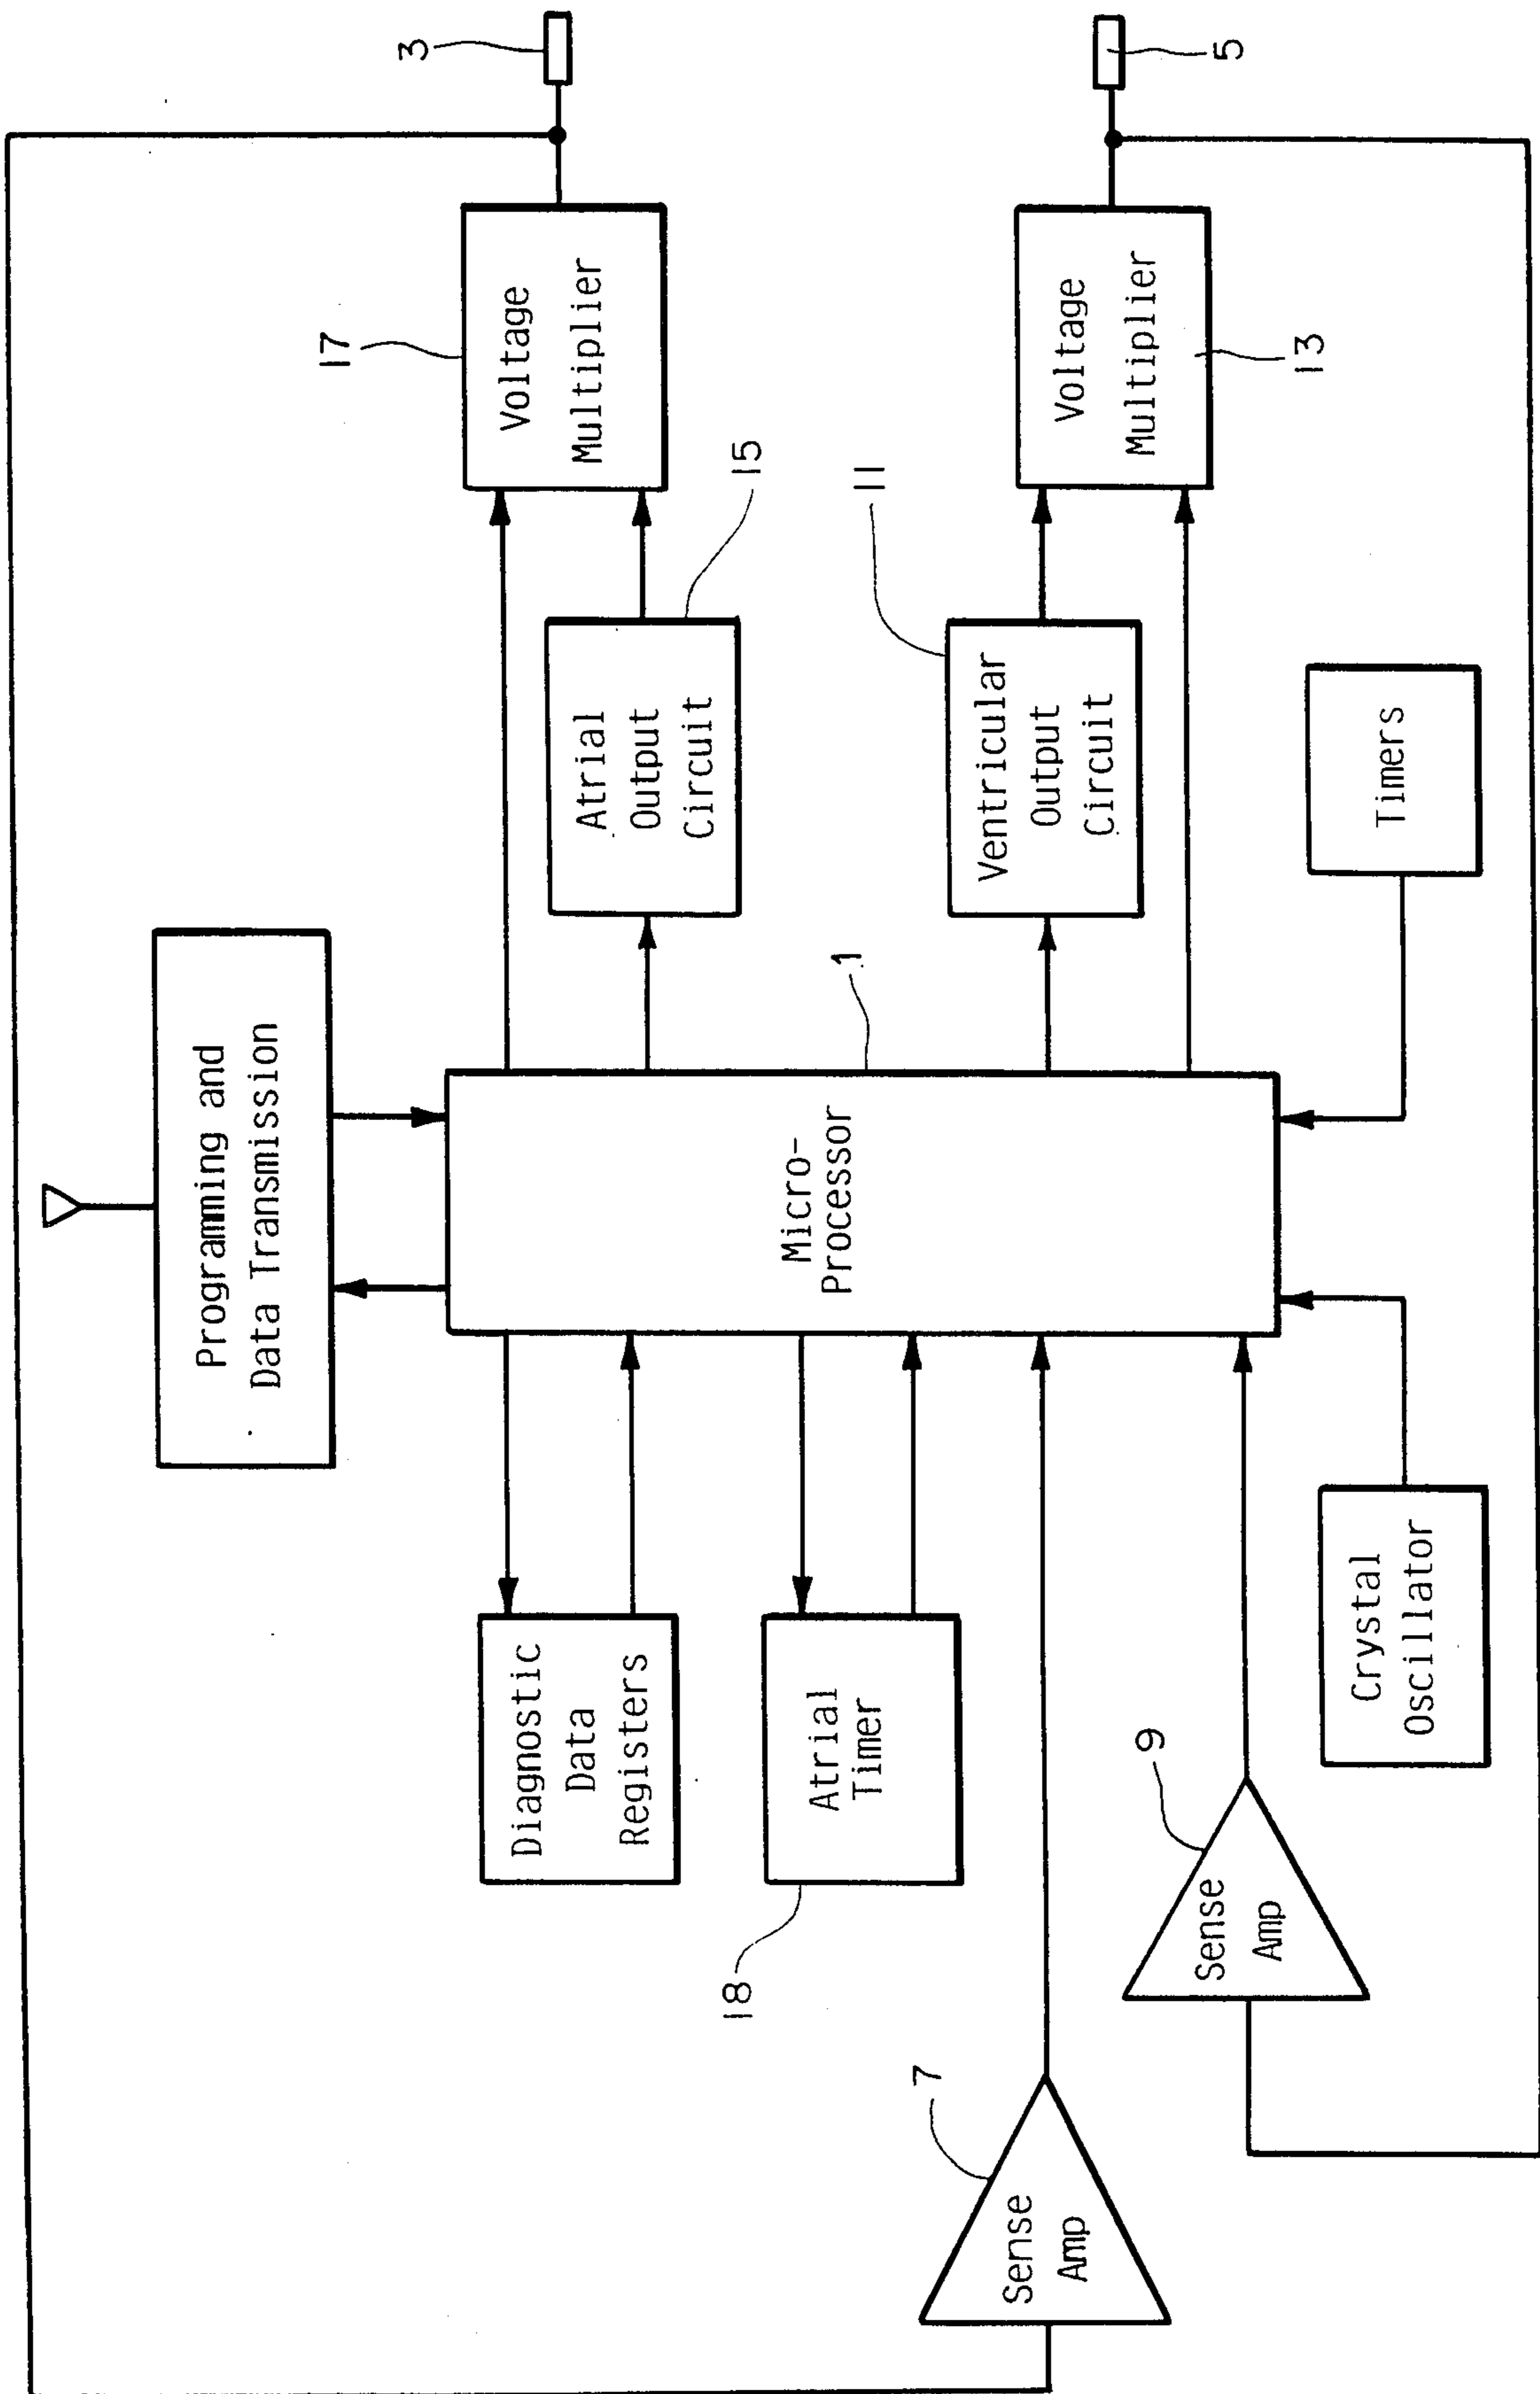 Programming and
Data Transmission
Diagnostic
Data
Registers
Atrial
Timer
18
Sense
Amp
7
Sense
Amp
9
Crystal
Oscillator
Micro-
Processor
1
Timers
Atrial
Output
Circuit
15
Ventricular
Output
Circuit
11
Voltage
Multiplier
17
Voltage
Multiplier
13
3
5